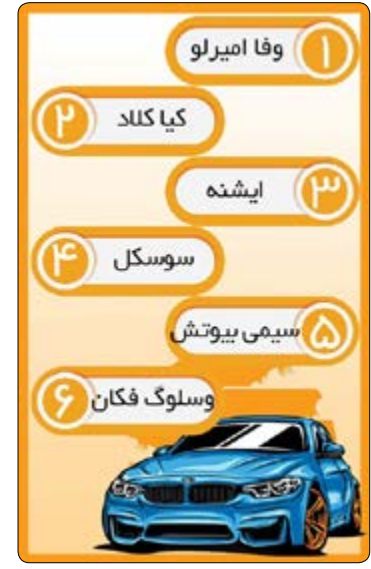 ۱ وفا امیرلو
۲ کیا کلاد
۳ ایشنه
۴ سوسکل
۵ سیمی بیوتش
۶ وسلوگ فکان